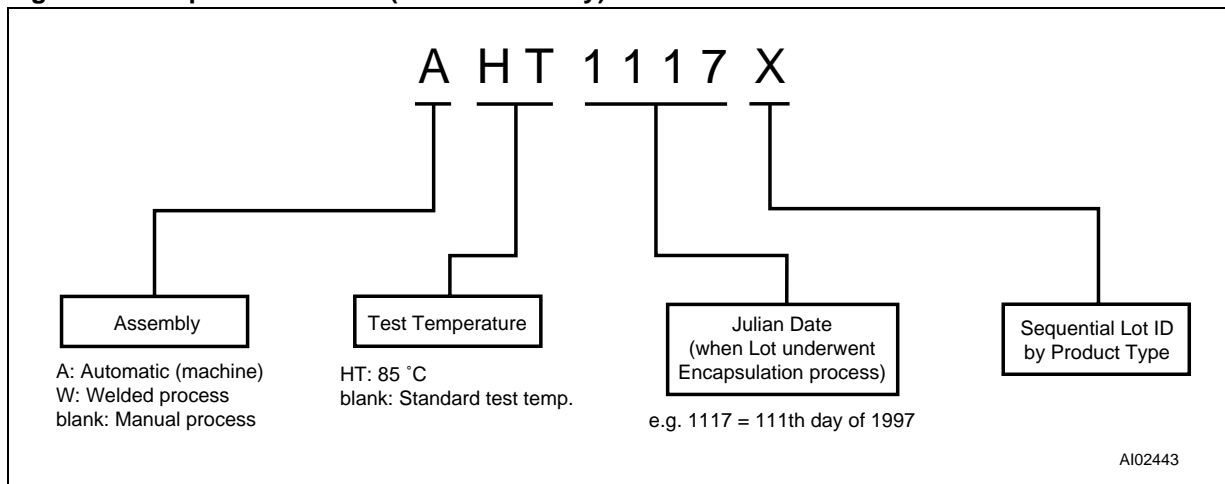 A HT 1117 X
Assembly
A: Automatic (machine)
W: Welded process
blank: Manual process
Test Temperature
HT: 85 ˚C
blank: Standard test temp.
Julian Date
(when Lot underwent
Encapsulation process)
e.g. 1117 = 111th day of 1997
Sequential Lot ID
by Product Type
AI02443